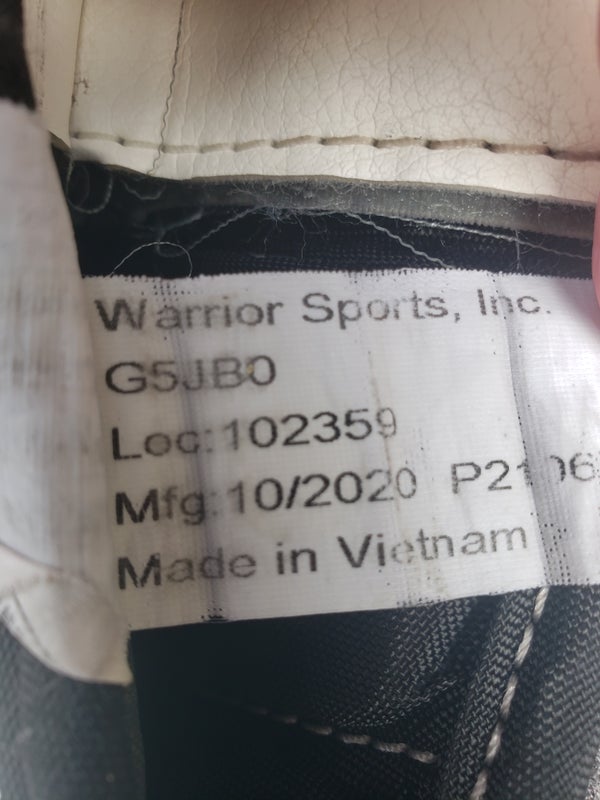 Warrior Sports, Inc.
G5JB0
Loc:102359
Mfg:10/2020
Made in Vietnam